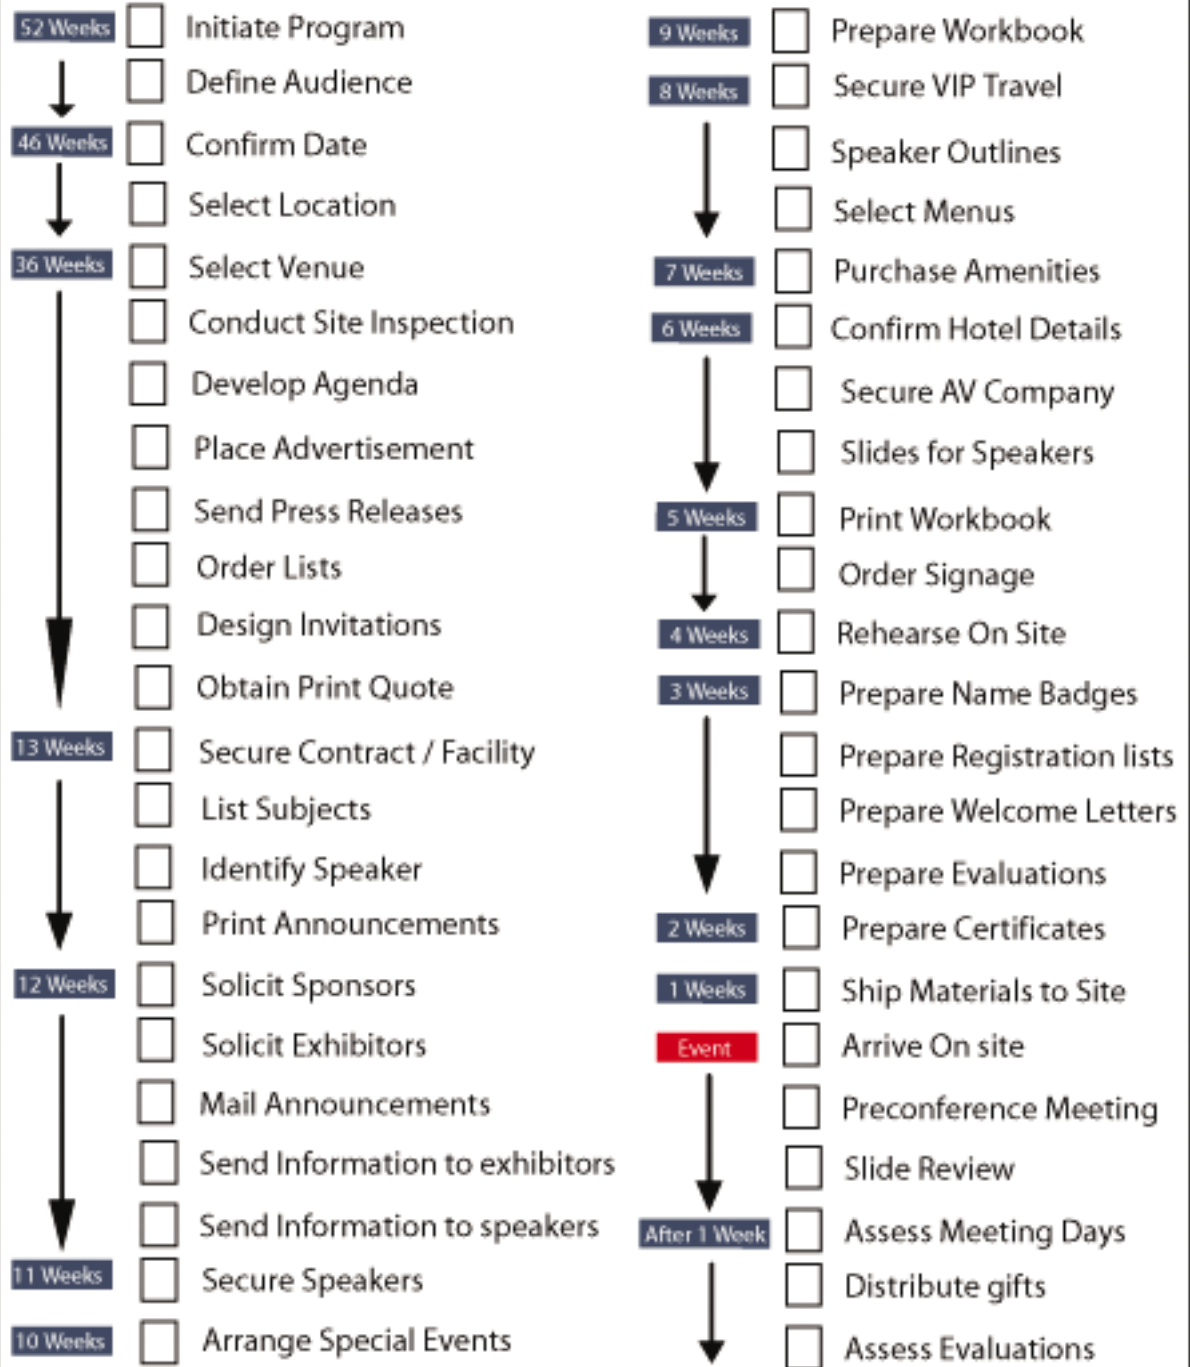 52 Weeks Initiate Program
Define Audience
46 Weeks Confirm Date
Select Location
36 Weeks Select Venue
Conduct Site Inspection
Develop Agenda
Place Advertisement
Send Press Releases
Order Lists
Design Invitations
Obtain Print Quote
13 Weeks Secure Contract / Facility
List Subjects
Identify Speaker
Print Announcements
12 Weeks Solicit Sponsors
Solicit Exhibitors
Mail Announcements
Send Information to exhibitors
Send Information to speakers
11 Weeks Secure Speakers
10 Weeks Arrange Special Events
9 Weeks Prepare Workbook
8 Weeks Secure VIP Travel
Speaker Outlines
Select Menus
7 Weeks Purchase Amenities
6 Weeks Confirm Hotel Details
Secure AV Company
Slides for Speakers
5 Weeks Print Workbook
Order Signage
4 Weeks Rehearse On Site
3 Weeks Prepare Name Badges
Prepare Registration lists
Prepare Welcome Letters
Prepare Evaluations
2 Weeks Prepare Certificates
1 Weeks Ship Materials to Site
Event Arrive On site
Preconference Meeting
Slide Review
After 1 Week Assess Meeting Days
Distribute gifts
Assess Evaluations